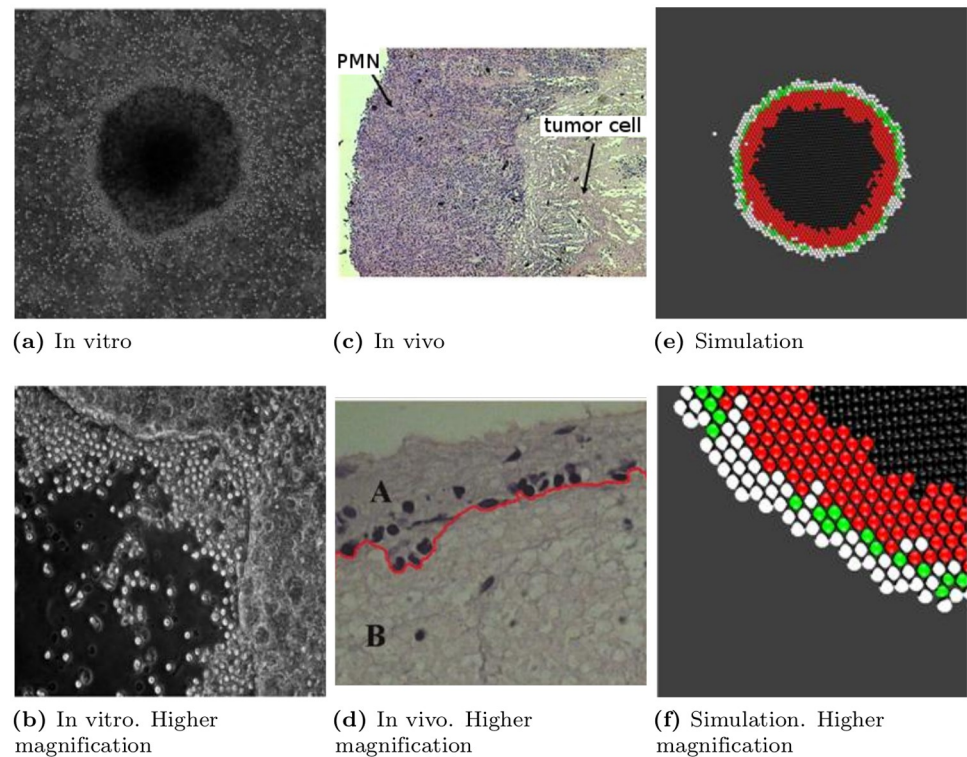 PMN
tumor cell
(a) In vitro
(c) In vivo
(e) Simulation
A
B
(b) In vitro. Higher
magnification
(d) In vivo. Higher
magnification
(f) Simulation. Higher
magnification